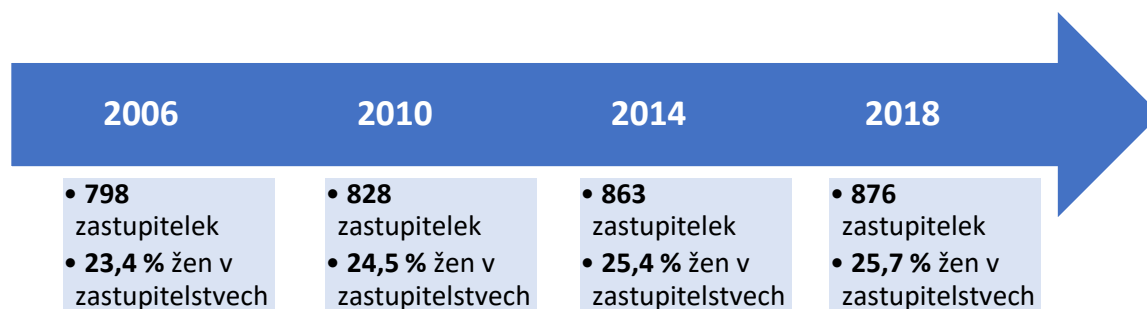 2006
2010
2014
2018
• 798
zastupitelek
• 23,4 % žen v
zastupitelstvech
• 828
zastupitelek
• 24,5 % žen v
zastupitelstvech
• 863
zastupitelek
• 25,4 % žen v
zastupitelstvech
• 876
zastupitelek
• 25,7 % žen v
zastupitelstvech